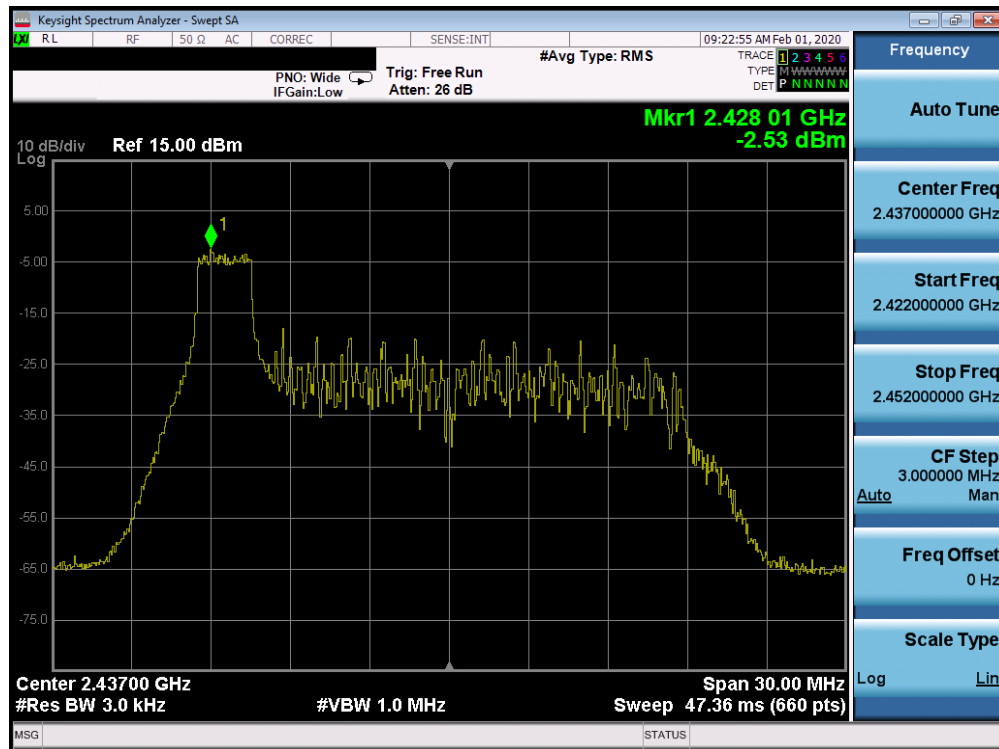 Keysight Spectrum Analyzer - Swept SA
LXI RL RF 50 Ω AC CORREC SENSE:INT 09:22:55 AM Feb 01, 2020
PNO: Wide
IFGain:Low
Trig: Free Run
Atten: 26 dB
#Avg Type: RMS
TRACE 1 2 3 4 5 6
TYPE M WWWWW
DET P N N N N N
Mkr1 2.428 01 GHz
-2.53 dBm
10 dB/div Ref 15.00 dBm
Log
1
5.00
-5.00
-15.0
-25.0
-35.0
-45.0
-55.0
-65.0
-75.0
Center 2.43700 GHz Span 30.00 MHz
#Res BW 3.0 kHz #VBW 1.0 MHz Sweep 47.36 ms (660 pts)
MSG STATUS
Frequency
Auto Tune
Center Freq
2.437000000 GHz
Start Freq
2.422000000 GHz
Stop Freq
2.452000000 GHz
CF Step
3.000000 MHz
Auto Man
Freq Offset
0 Hz
Scale Type
Log Lin